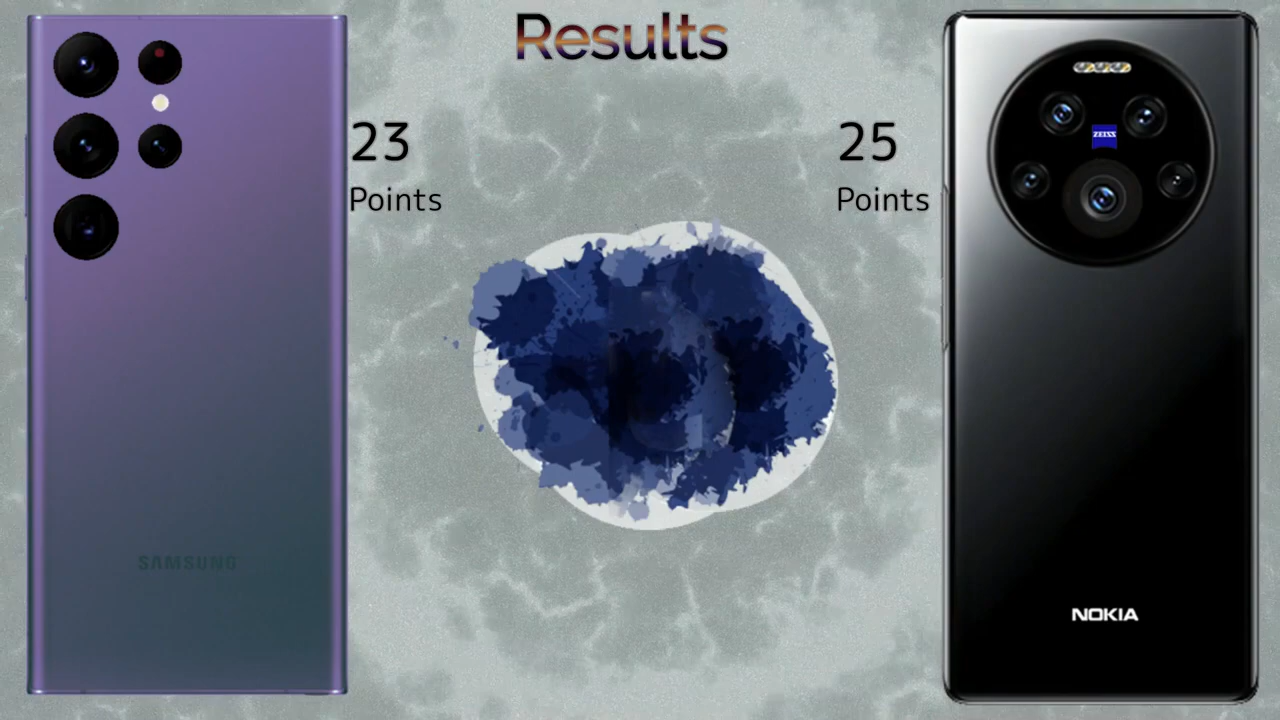 Results
23
Points
25
Points
ZEISS
SAMSUNG
NOKIA